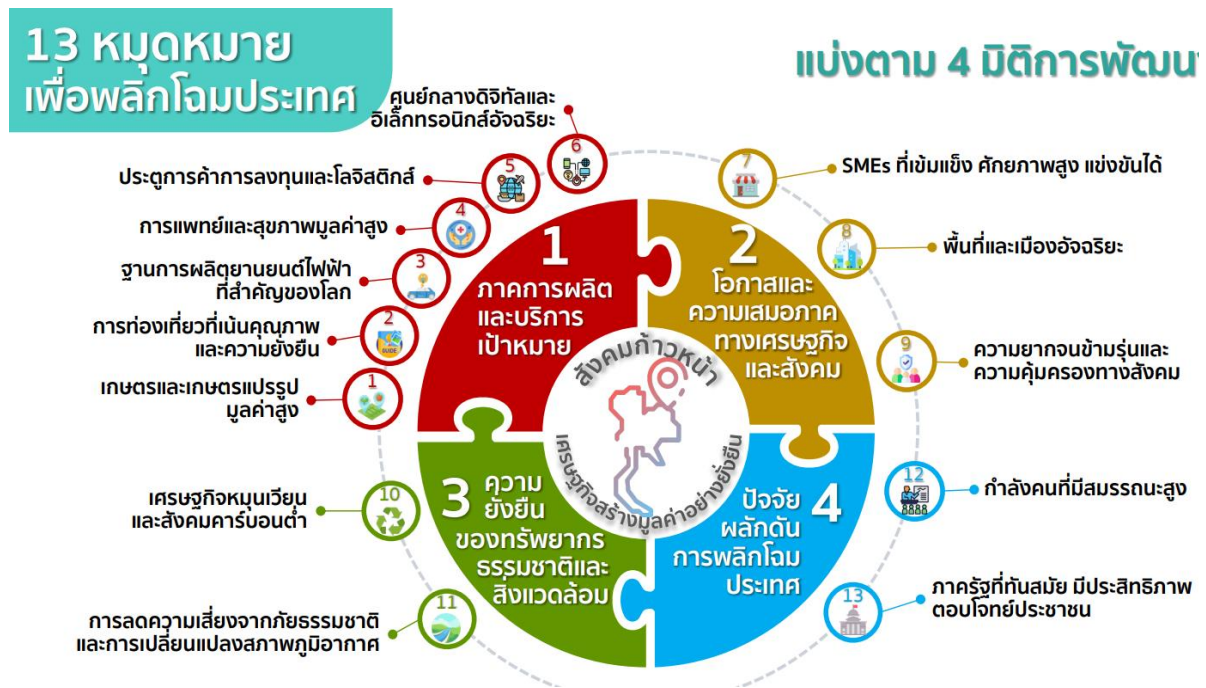 13 หมุดหมาย
เพื่อพลิกโฉมประเทศ
แบ่งตาม 4 มิติการพัฒน
ศูนย์กลางดิจิทัลและ
อิเล็กทรอนิกส์อัจฉริยะ
6
5
ประตูการค้าการลงทุนและโลจิสติกส์
4
การแพทย์และสุขภาพมูลค่าสูง
3
ฐานการผลิตยานยนต์ไฟฟ้า
ที่สำคัญของโลก
2
GUIDE
การท่องเที่ยวที่เน้นคุณภาพ
และความยั่งยืน
1
เกษตรและเกษตรแปรรูป
มูลค่าสูง
1
ภาคการผลิต
และบริการ
เป้าหมาย
2
โอกาสและ
ความเสมอภาค
ทางเศรษฐกิจ
และสังคม
7
SMEs ที่เข้มแข็ง ศักยภาพสูง แข่งขันได้
8
พื้นที่และเมืองอัจฉริยะ
9
ความยากจนข้ามรุ่นและ
ความคุ้มครองทางสังคม
สังคมก้าวหน้า
เศรษฐกิจสร้างมูลค่าอย่างยั่งยืน
3 ความ
ยั่งยืน
ของทรัพยากร
ธรรมชาติและ
สิ่งแวดล้อม
10
เศรษฐกิจหมุนเวียน
และสังคมคาร์บอนต่ำ
11
การลดความเสี่ยงจากภัยธรรมชาติ
และการเปลี่ยนแปลงสภาพภูมิอากาศ
ปัจจัย 4
ผลักดัน
การพลิกโฉม
ประเทศ
12
กำลังคนที่มีสมรรถนะสูง
13
ภาครัฐที่ทันสมัย มีประสิทธิภาพ
ตอบโจทย์ประชาชน